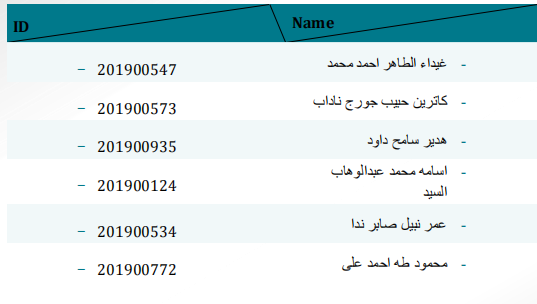 ID Name
– 201900547 - غيداء الطاهر احمد محمد
– 201900573 - كاترين حبيب جورج ناداب
– 201900935 - هدير سامح داود
– 201900124 - اسامه محمد عبدالوهاب
السيد
– 201900534 - عمر نبيل صابر ندا
– 201900772 - محمود طه احمد على